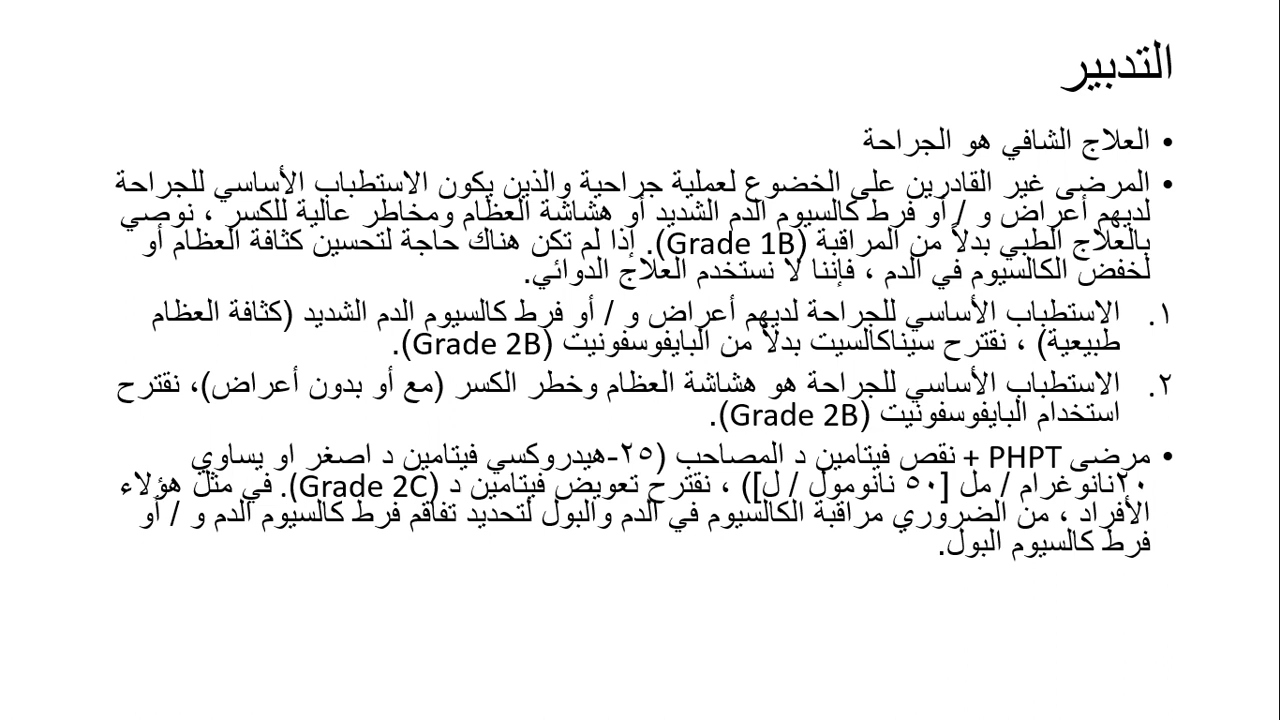 التدبير
• العلاج الشافي هو الجراحة
• المرضى غير القادرين على الخضوع لعملية جراحية والذين يكون الاستطباب الأساسي للجراحة
لديهم أعراض و / أو فرط كالسيوم الدم الشديد أو هشاشة العظام ومخاطر عالية للكسر ، نوصي
بالعلاج الطبي بدلاً من المراقبة (Grade 1B). إذا لم تكن هناك حاجة لتحسين كثافة العظام أو
لخفض الكالسيوم في الدم ، فإننا لا نستخدم العلاج الدوائي.
١. الاستطباب الأساسي للجراحة لديهم أعراض و / أو فرط كالسيوم الدم الشديد (كثافة العظام
طبيعية) ، نقترح سيناكالسيت بدلاً من البايفوسفونيت (Grade 2B).
٢. الاستطباب الأساسي للجراحة هو هشاشة العظام وخطر الكسر (مع أو بدون أعراض)، نقترح
استخدام البايفوسفونيت (Grade 2B).
• مرضى PHPT + نقص فيتامين د المصاحب (٢٥-هيدروكسي فيتامين د اصغر او يساوي
٢٠نانوغرام / مل [٥٠ نانومول / ل]) ، نقترح تعويض فيتامين د (Grade 2C). في مثل هؤلاء
الأفراد ، من الضروري مراقبة الكالسيوم في الدم والبول لتحديد تفاقم فرط كالسيوم الدم و / أو
فرط كالسيوم البول.